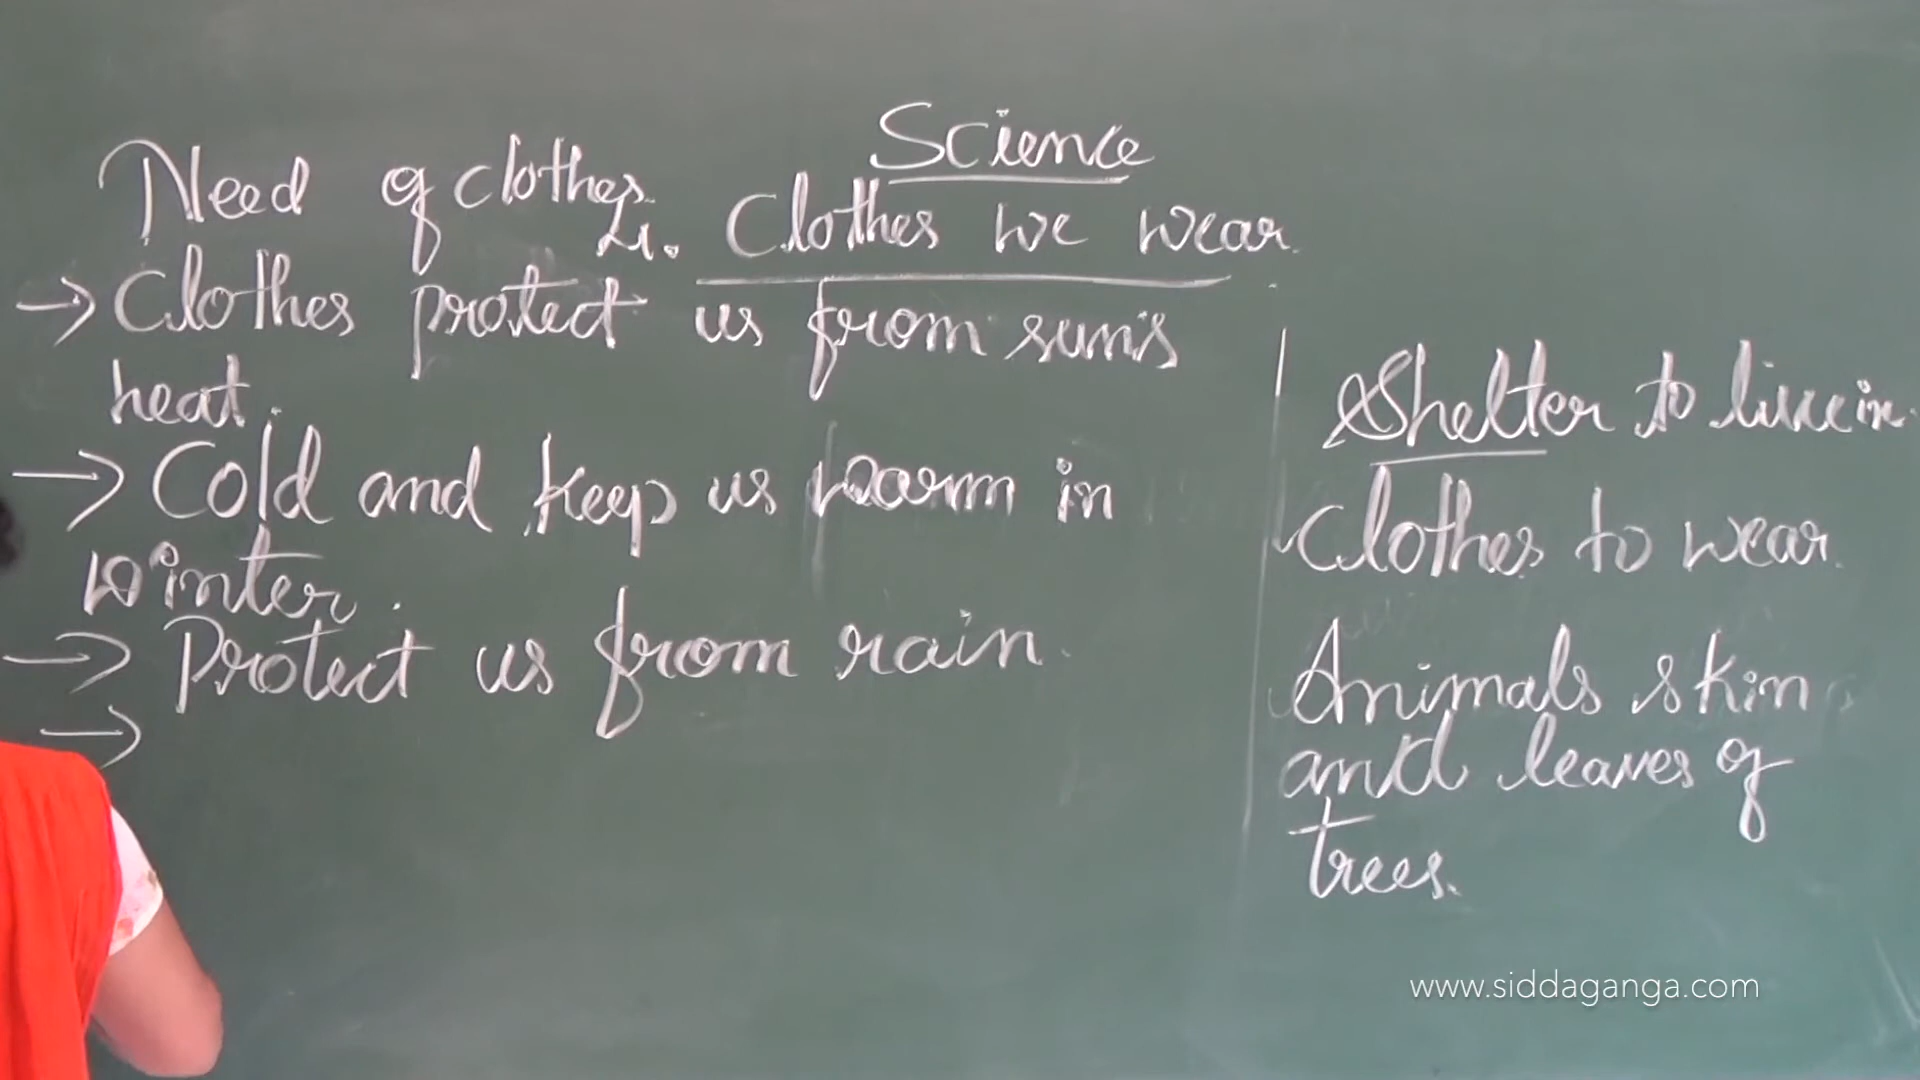 Science
4. Clothes we wear.
Need of clothes.
→ Clothes protect us from sun's
heat.
→ Cold and keep us warm in
winter.
→ Protect us from rain.
→
Shelter to live in.
Clothes to wear.
Animals skin
and leaves of
trees.
www.siddaganga.com